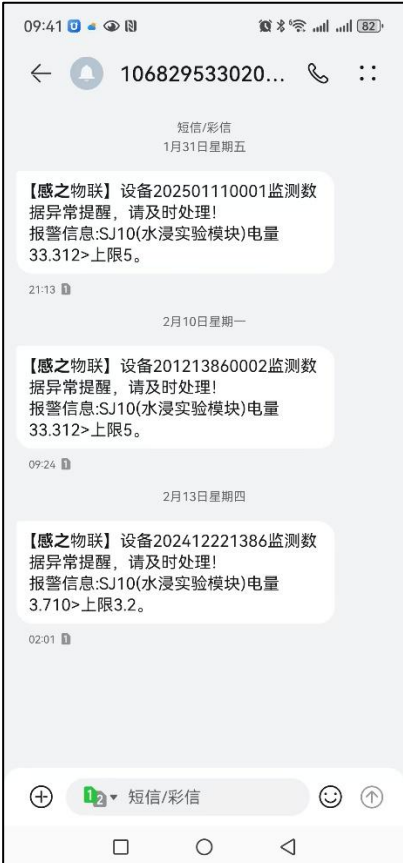 09:41 82
106829533020...
短信/彩信
1月31日星期五
【感之物联】设备202501110001监测数
据异常提醒，请及时处理!
报警信息:SJ10(水浸实验模块)电量
33.312>上限5。
21:13 1
2月10日星期一
【感之物联】设备201213860002监测数
据异常提醒，请及时处理!
报警信息:SJ10(水浸实验模块)电量
33.312>上限5。
09:24 1
2月13日星期四
【感之物联】设备202412221386监测数
据异常提醒，请及时处理!
报警信息:SJ10(水浸实验模块)电量
3.710>上限3.2。
02:01 1
1 2 短信/彩信